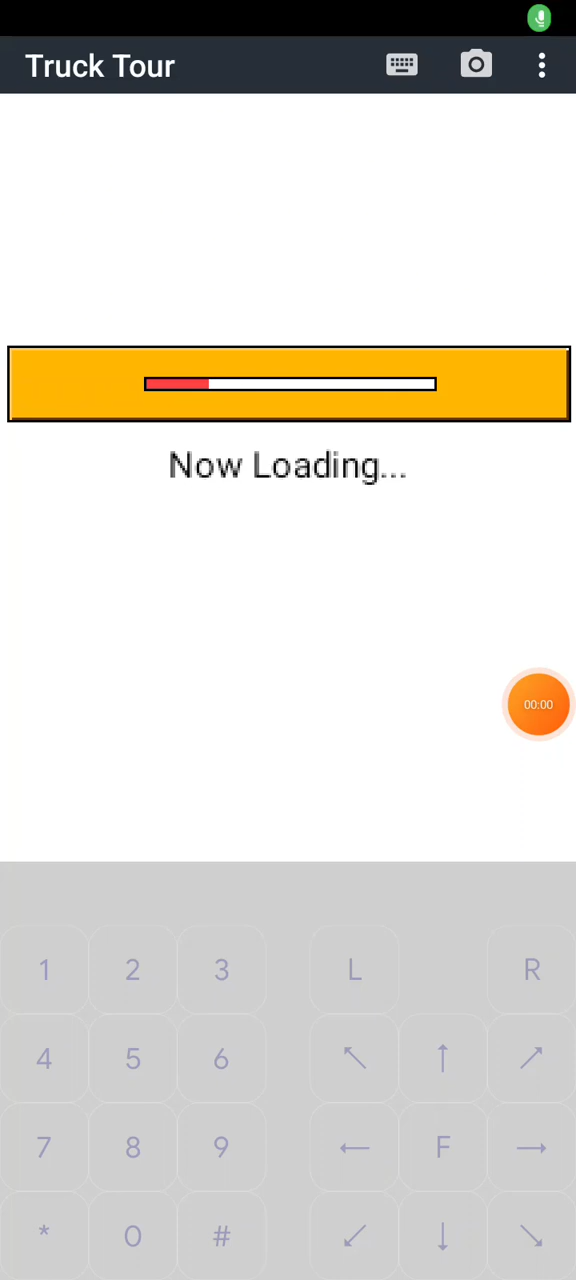 Truck Tour
Now Loading...
00:00
1 2 3 L R
4 5 6 ↖ ↑ ↗
7 8 9 ← F →
* 0 # ↙ ↓ ↘